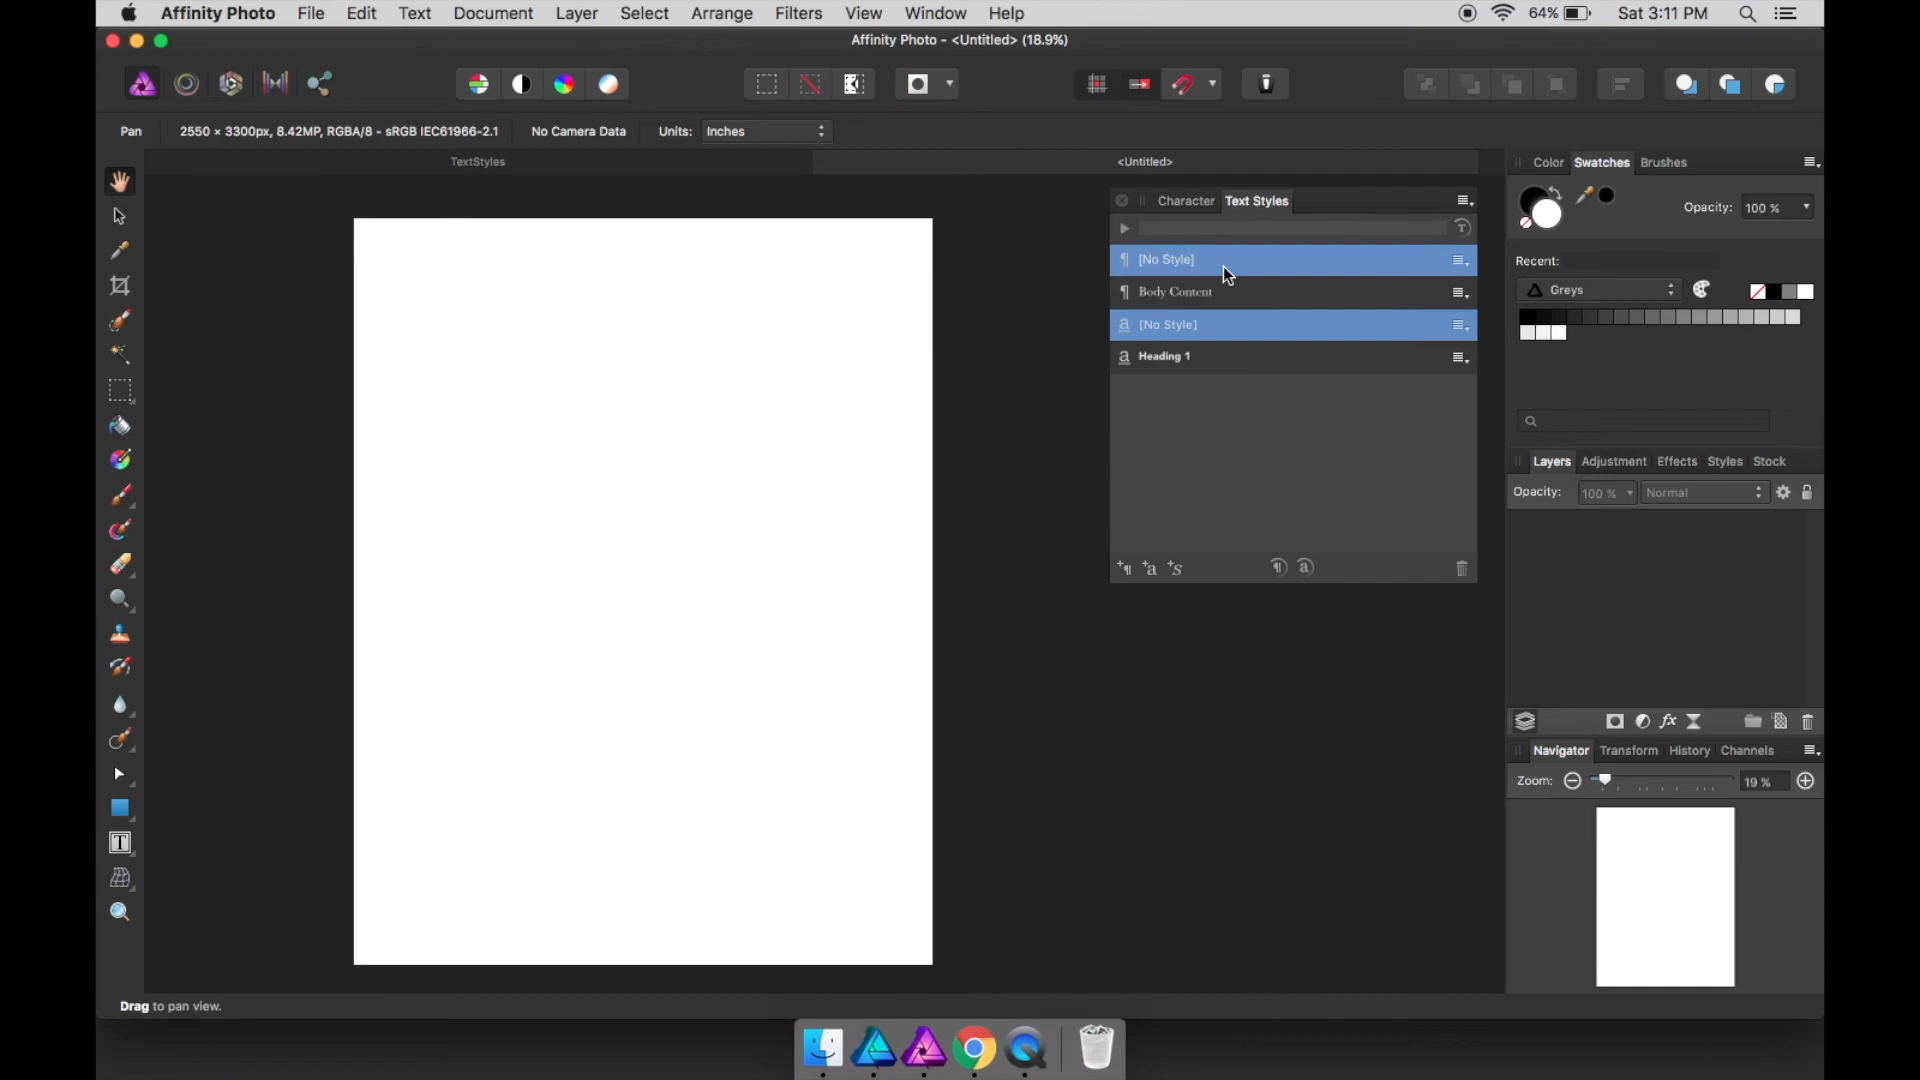 Affinity Photo File Edit Text Document Layer Select Arrange Filters View Window Help 64% Sat 3:11 PM
Affinity Photo - <Untitled> (18.9%)
Pan 2550 × 3300px, 8.42MP, RGBA/8 - sRGB IEC61966-2.1 No Camera Data Units: Inches
TextStyles <Untitled>
Color Swatches Brushes
Character Text Styles
Opacity: 100 %
[No Style]
Recent:
Body Content
Greys
[No Style]
Heading 1
Layers Adjustment Effects Styles Stock
Opacity: 100 % Normal
Navigator Transform History Channels
Zoom: 19 %
Drag to pan view.